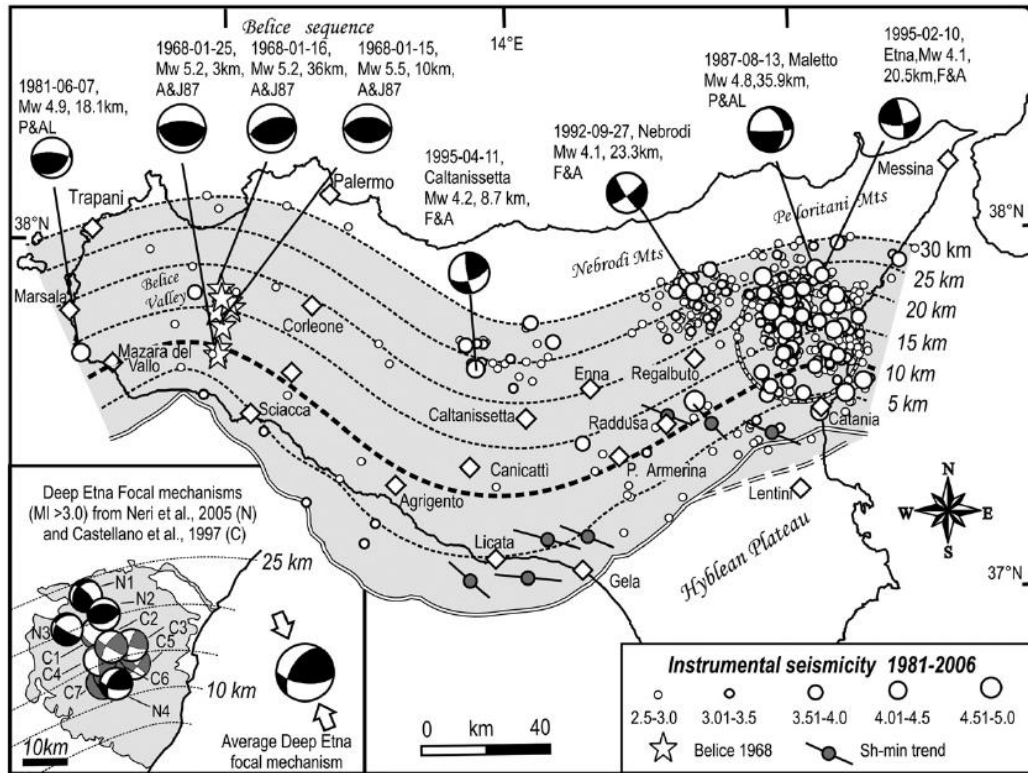 Belice sequence
14°E
1968-01-25,
Mw 5.2, 3km,
A&J87
1968-01-16,
Mw 5.2, 36km,
A&J87
1968-01-15,
Mw 5.5, 10km,
A&J87
1995-02-10,
Etna,Mw 4.1,
20.5km,F&A
1987-08-13, Maletto
Mw 4.8,35.9km,
P&AL
1981-06-07,
Mw 4.9, 18.1km,
P&AL
1992-09-27, Nebrodi
Mw 4.1, 23.3km,
F&A
1995-04-11,
Caltanissetta
Mw 4.2, 8.7 km,
F&A
Messina
Trapani
Palermo
38°N
38°N
Peloritani Mts
Nebrodi Mts
30 km
25 km
20 km
15 km
10 km
5 km
Marsala
Belice
Valley
Corleone
Mazara del
Vallo
Enna
Regalbuto
Sciacca
Caltanissetta
Raddusa
Catania
Canicattì
P. Armerina
Agrigento
Lentini
Licata
Gela
Hyblean Plateau
37°N
N
W
E
S
Deep Etna Focal mechanisms
(Ml >3.0) from Neri et al., 2005 (N)
and Castellano et al., 1997 (C)
25 km
N1
N2
C2
N3
C3
C5
C1
C4
C6
C7
10 km
N4
10km
Average Deep Etna
focal mechanism
0 km 40
Instrumental seismicity 1981-2006
2.5-3.0 3.01-3.5 3.51-4.0 4.01-4.5 4.51-5.0
Belice 1968 Sh-min trend